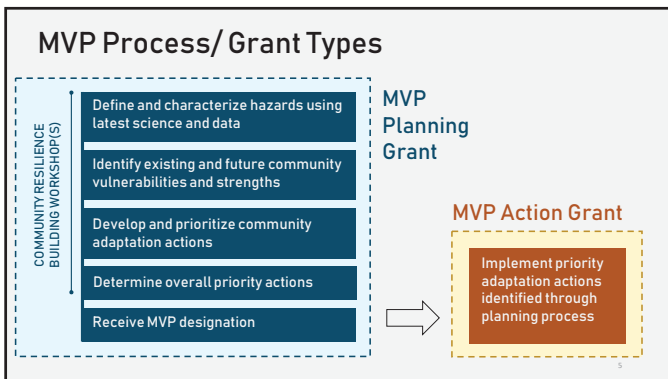 MVP Process/ Grant Types
COMMUNITY RESILIENCE
BUILDING WORKSHOP(S)
Define and characterize hazards using
latest science and data
Identify existing and future community
vulnerabilities and strengths
Develop and prioritize community
adaptation actions
Determine overall priority actions
Receive MVP designation
MVP
Planning
Grant
MVP Action Grant
Implement priority
adaptation actions
identified through
planning process
5